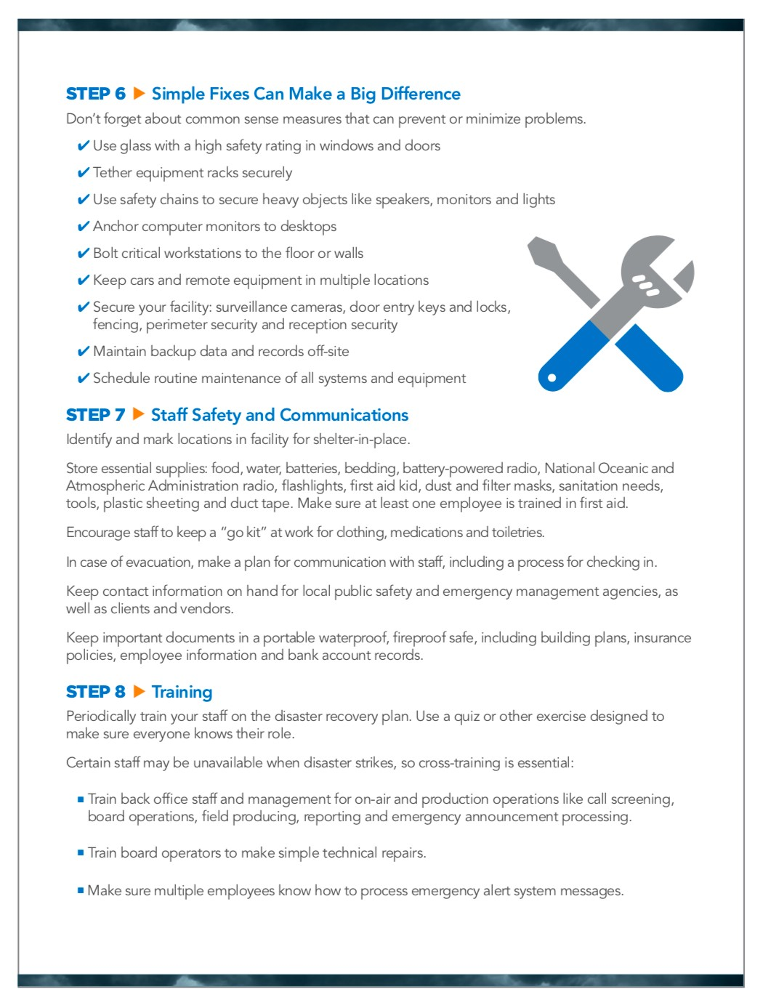 STEP 6 ▶ Simple Fixes Can Make a Big Difference
Don’t forget about common sense measures that can prevent or minimize problems.
✔ Use glass with a high safety rating in windows and doors
✔ Tether equipment racks securely
✔ Use safety chains to secure heavy objects like speakers, monitors and lights
✔ Anchor computer monitors to desktops
✔ Bolt critical workstations to the floor or walls
✔ Keep cars and remote equipment in multiple locations
✔ Secure your facility: surveillance cameras, door entry keys and locks,
fencing, perimeter security and reception security
✔ Maintain backup data and records off-site
✔ Schedule routine maintenance of all systems and equipment
STEP 7 ▶ Staff Safety and Communications
Identify and mark locations in facility for shelter-in-place.
Store essential supplies: food, water, batteries, bedding, battery-powered radio, National Oceanic and
Atmospheric Administration radio, flashlights, first aid kid, dust and filter masks, sanitation needs,
tools, plastic sheeting and duct tape. Make sure at least one employee is trained in first aid.
Encourage staff to keep a “go kit” at work for clothing, medications and toiletries.
In case of evacuation, make a plan for communication with staff, including a process for checking in.
Keep contact information on hand for local public safety and emergency management agencies, as
well as clients and vendors.
Keep important documents in a portable waterproof, fireproof safe, including building plans, insurance
policies, employee information and bank account records.
STEP 8 ▶ Training
Periodically train your staff on the disaster recovery plan. Use a quiz or other exercise designed to
make sure everyone knows their role.
Certain staff may be unavailable when disaster strikes, so cross-training is essential:
■ Train back office staff and management for on-air and production operations like call screening,
board operations, field producing, reporting and emergency announcement processing.
■ Train board operators to make simple technical repairs.
■ Make sure multiple employees know how to process emergency alert system messages.